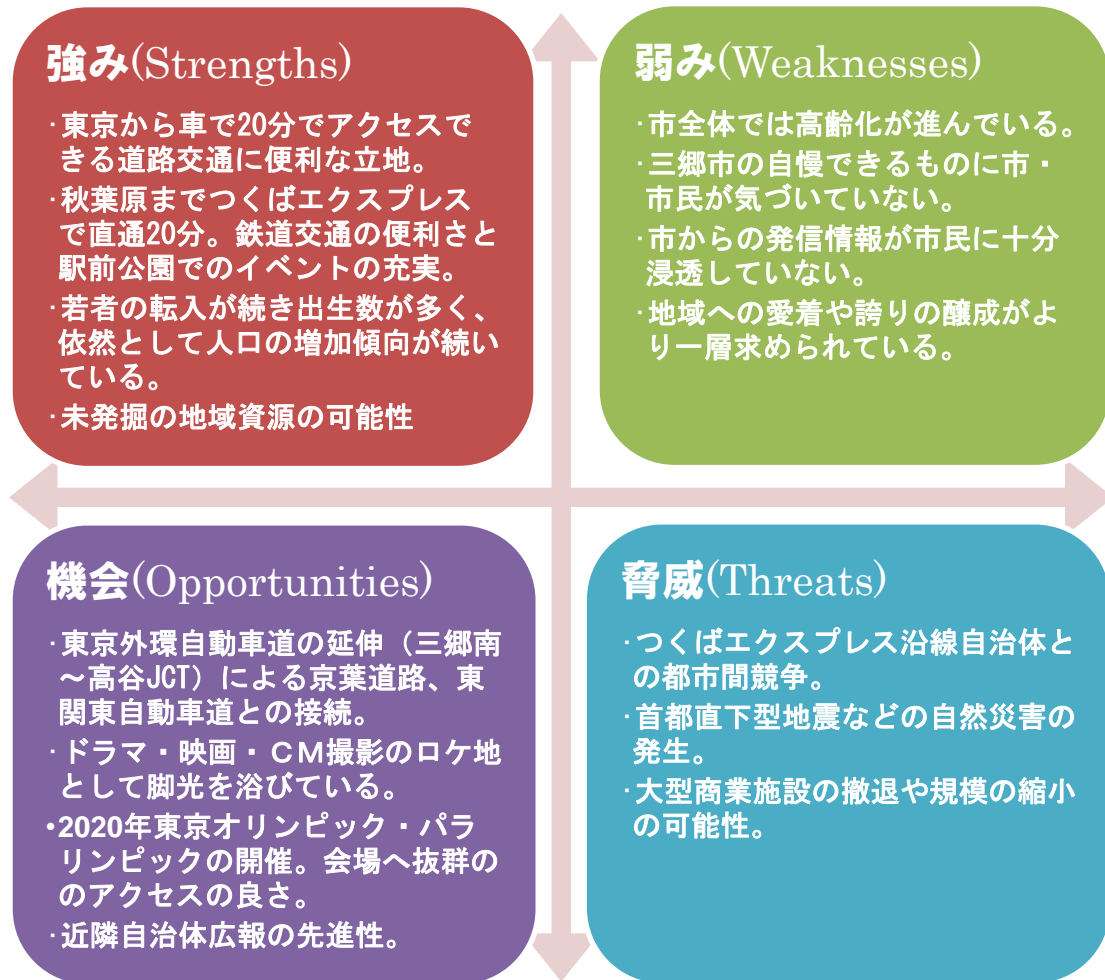 強み(Strengths)
・東京から車で20分でアクセスで
きる道路交通に便利な立地。
・秋葉原までつくばエクスプレス
で直通20分。鉄道交通の便利さと
駅前公園でのイベントの充実。
・若者の転入が続き出生数が多く、
依然として人口の増加傾向が続い
ている。
・未発掘の地域資源の可能性
弱み(Weaknesses)
・市全体では高齢化が進んでいる。
・三郷市の自慢できるものに市・
市民が気づいていない。
・市からの発信情報が市民に十分
浸透していない。
・地域への愛着や誇りの醸成がよ
り一層求められている。
機会(Opportunities)
・東京外環自動車道の延伸（三郷南
～高谷JCT）による京葉道路、東
関東自動車道との接続。
・ドラマ・映画・ＣＭ撮影のロケ地
として脚光を浴びている。
•2020年東京オリンピック・パラ
リンピックの開催。会場へ抜群の
のアクセスの良さ。
・近隣自治体広報の先進性。
脅威(Threats)
・つくばエクスプレス沿線自治体と
の都市間競争。
・首都直下型地震などの自然災害の
発生。
・大型商業施設の撤退や規模の縮小
の可能性。